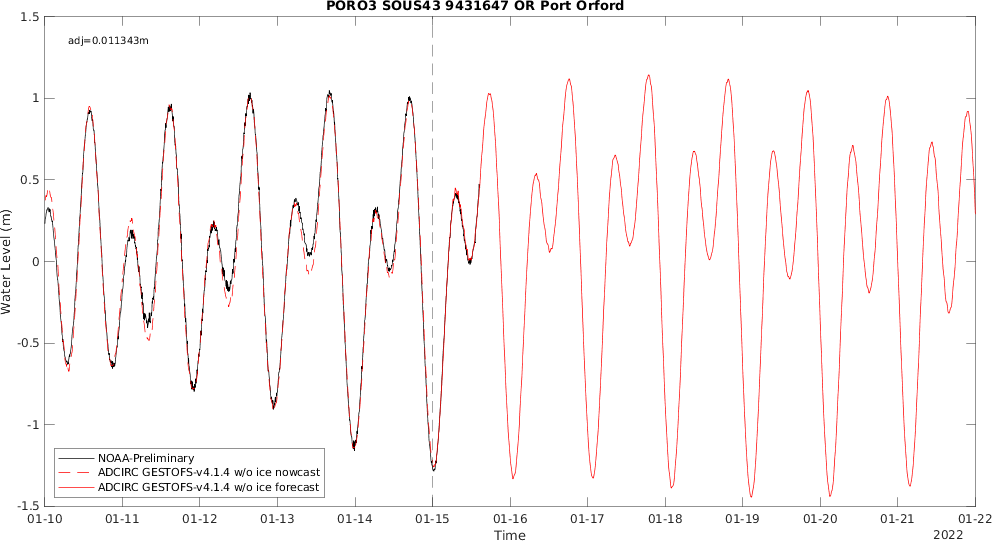 PORO3 SOUS43 9431647 OR Port Orford
adj=0.011343m
1.5
1
0.5
0
-0.5
-1
-1.5
Water Level (m)
NOAA-Preliminary
ADCIRC GESTOFS-v4.1.4 w/o ice nowcast
ADCIRC GESTOFS-v4.1.4 w/o ice forecast
01-10 01-11 01-12 01-13 01-14 01-15 01-16 01-17 01-18 01-19 01-20 01-21 01-22
Time
2022